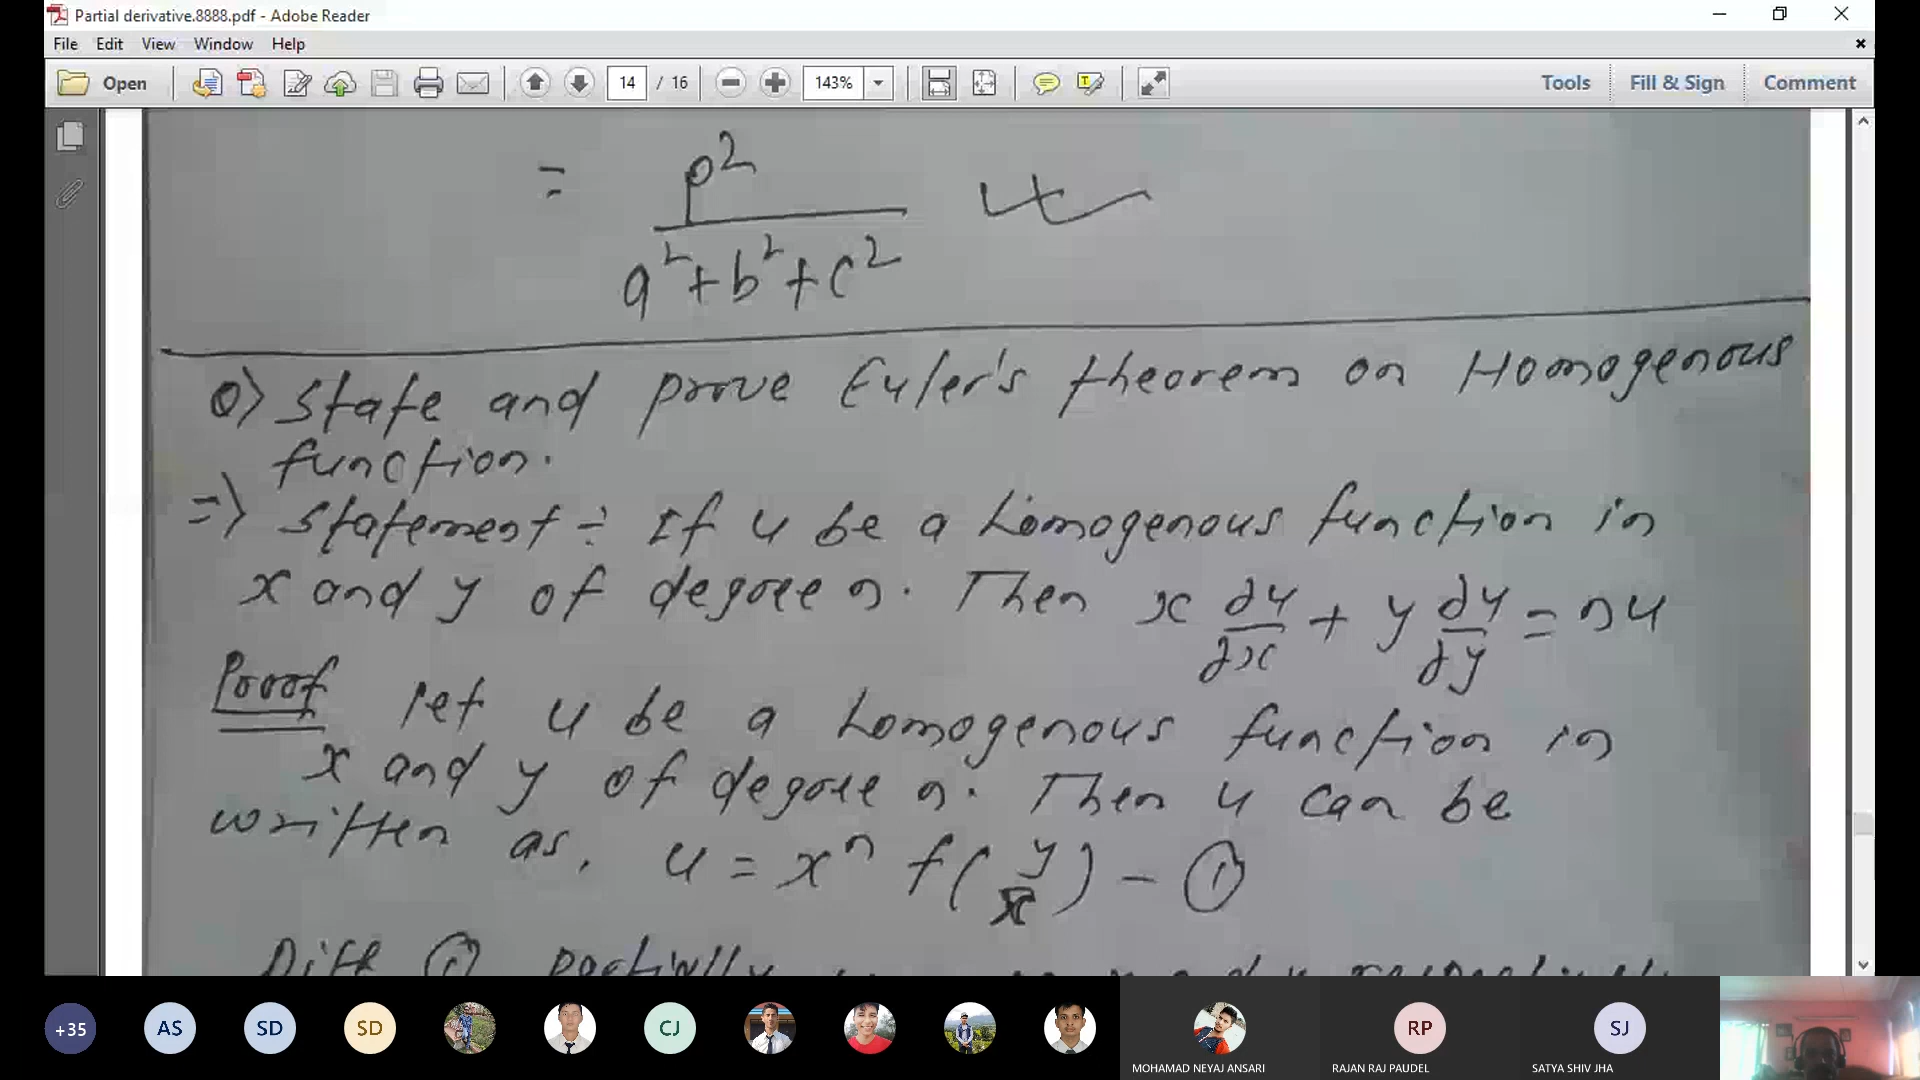 Partial derivative.8888.pdf - Adobe Reader
File Edit View Window Help
Open 14 / 16 143% Tools Fill & Sign Comment
= p²
a²+b²+c²
Q) State and prove Euler's theorem on Homogenous
function.
=> Statement ÷ If u be a homogenous function in
x and y of degree n. Then x ∂u/∂x + y ∂u/∂y = nu
Proof let u be a homogenous function in
x and y of degree n. Then u can be
written as, u = xⁿ f(y/x) - ①
Diff ① partially
+35 AS SD SD CJ RP SJ
MOHAMAD NEYAJ ANSARI RAJAN RAJ PAUDEL SATYA SHIV JHA